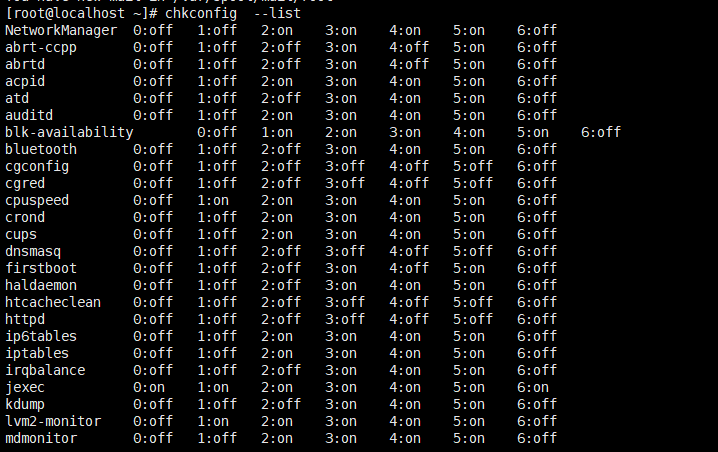 [root@localhost ~]# chkconfig  --list
NetworkManager  0:off   1:off   2:on    3:on    4:on    5:on    6:off
abrt-ccpp       0:off   1:off   2:off   3:on    4:off   5:on    6:off
abrtd           0:off   1:off   2:off   3:on    4:off   5:on    6:off
acpid           0:off   1:off   2:on    3:on    4:on    5:on    6:off
atd             0:off   1:off   2:off   3:on    4:on    5:on    6:off
auditd          0:off   1:off   2:on    3:on    4:on    5:on    6:off
blk-availability        0:off   1:on    2:on    3:on    4:on    5:on    6:off
bluetooth       0:off   1:off   2:off   3:on    4:on    5:on    6:off
cgconfig        0:off   1:off   2:off   3:off   4:off   5:off   6:off
cgred           0:off   1:off   2:off   3:off   4:off   5:off   6:off
cpuspeed        0:off   1:on    2:on    3:on    4:on    5:on    6:off
crond           0:off   1:off   2:on    3:on    4:on    5:on    6:off
cups            0:off   1:off   2:on    3:on    4:on    5:on    6:off
dnsmasq         0:off   1:off   2:off   3:off   4:off   5:off   6:off
firstboot       0:off   1:off   2:off   3:on    4:off   5:on    6:off
haldaemon       0:off   1:off   2:off   3:on    4:on    5:on    6:off
htcacheclean    0:off   1:off   2:off   3:off   4:off   5:off   6:off
httpd           0:off   1:off   2:off   3:off   4:off   5:off   6:off
ip6tables       0:off   1:off   2:on    3:on    4:on    5:on    6:off
iptables        0:off   1:off   2:on    3:on    4:on    5:on    6:off
irqbalance      0:off   1:off   2:off   3:on    4:on    5:on    6:off
jexec           0:on    1:on    2:on    3:on    4:on    5:on    6:on
kdump           0:off   1:off   2:off   3:on    4:on    5:on    6:off
lvm2-monitor    0:off   1:on    2:on    3:on    4:on    5:on    6:off
mdmonitor       0:off   1:off   2:on    3:on    4:on    5:on    6:off